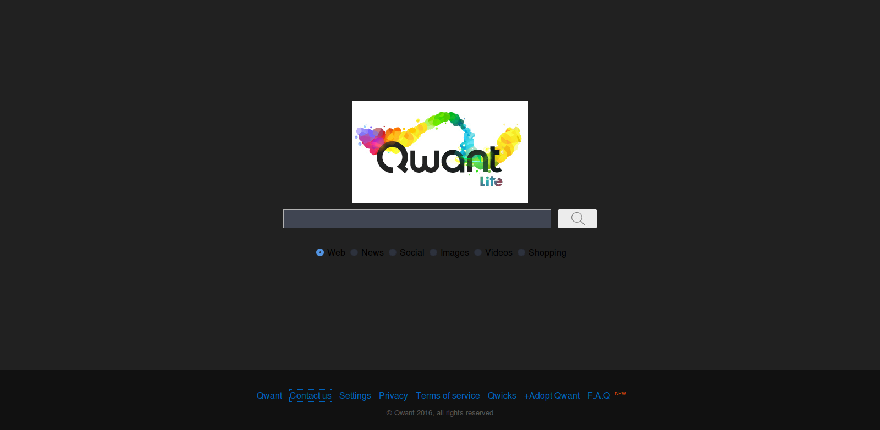 Qwant
Lite
Web News Social Images Videos Shopping
Qwant Contact us Settings Privacy Terms of service Qwicks Adopt Qwant F.A.Q NEW
© Qwant 2016, all rights reserved